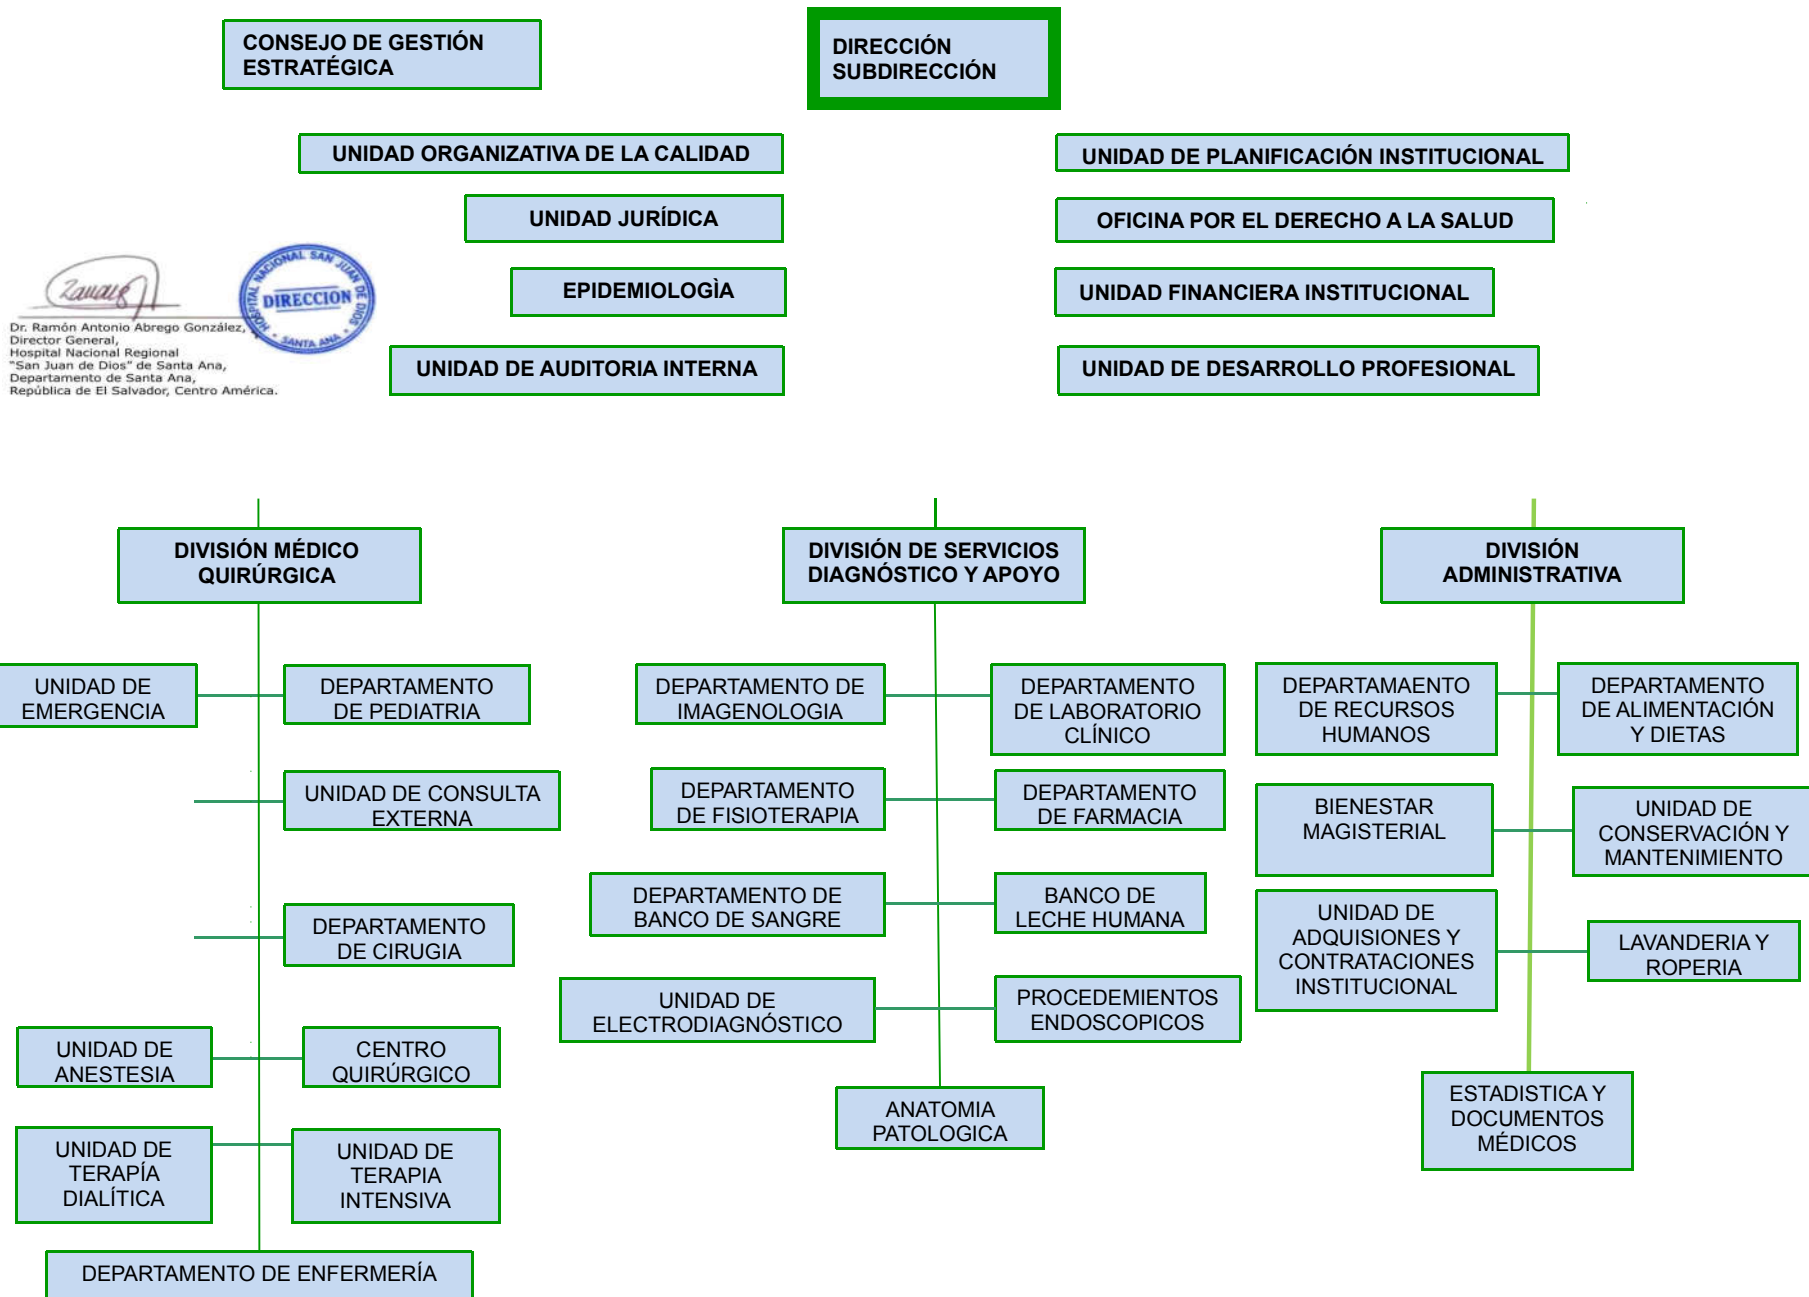 CONSEJO DE GESTIÓN
ESTRATÉGICA
DIRECCIÓN
SUBDIRECCIÓN
UNIDAD ORGANIZATIVA DE LA CALIDAD
UNIDAD DE PLANIFICACIÓN INSTITUCIONAL
UNIDAD JURÍDICA
OFICINA POR EL DERECHO A LA SALUD
EPIDEMIOLOGÌA
UNIDAD FINANCIERA INSTITUCIONAL
UNIDAD DE AUDITORIA INTERNA
UNIDAD DE DESARROLLO PROFESIONAL
HOSPITAL NACIONAL SAN JUAN DE DIOS
DIRECCION
SANTA ANA
Dr. Ramón Antonio Abrego González,
Director General,
Hospital Nacional Regional
"San Juan de Dios" de Santa Ana,
Departamento de Santa Ana,
República de El Salvador, Centro América.
DIVISIÓN MÉDICO
QUIRÚRGICA
UNIDAD DE
EMERGENCIA
DEPARTAMENTO
DE PEDIATRIA
UNIDAD DE CONSULTA
EXTERNA
DEPARTAMENTO
DE CIRUGIA
UNIDAD DE
ANESTESIA
CENTRO
QUIRÚRGICO
UNIDAD DE
TERAPÍA
DIALÍTICA
UNIDAD DE
TERAPIA
INTENSIVA
DEPARTAMENTO DE ENFERMERÍA
DIVISIÓN DE SERVICIOS
DIAGNÓSTICO Y APOYO
DEPARTAMENTO DE
IMAGENOLOGIA
DEPARTAMENTO
DE LABORATORIO
CLÍNICO
DEPARTAMENTO
DE FISIOTERAPIA
DEPARTAMENTO
DE FARMACIA
DEPARTAMENTO DE
BANCO DE SANGRE
BANCO DE
LECHE HUMANA
UNIDAD DE
ELECTRODIAGNÓSTICO
PROCEDEMIENTOS
ENDOSCOPICOS
ANATOMIA
PATOLOGICA
DIVISIÓN
ADMINISTRATIVA
DEPARTAMAENTO
DE RECURSOS
HUMANOS
DEPARTAMENTO
DE ALIMENTACIÓN
Y DIETAS
BIENESTAR
MAGISTERIAL
UNIDAD DE
CONSERVACIÓN Y
MANTENIMIENTO
UNIDAD DE
ADQUISIONES Y
CONTRATACIONES
INSTITUCIONAL
LAVANDERIA Y
ROPERIA
ESTADISTICA Y
DOCUMENTOS
MÉDICOS